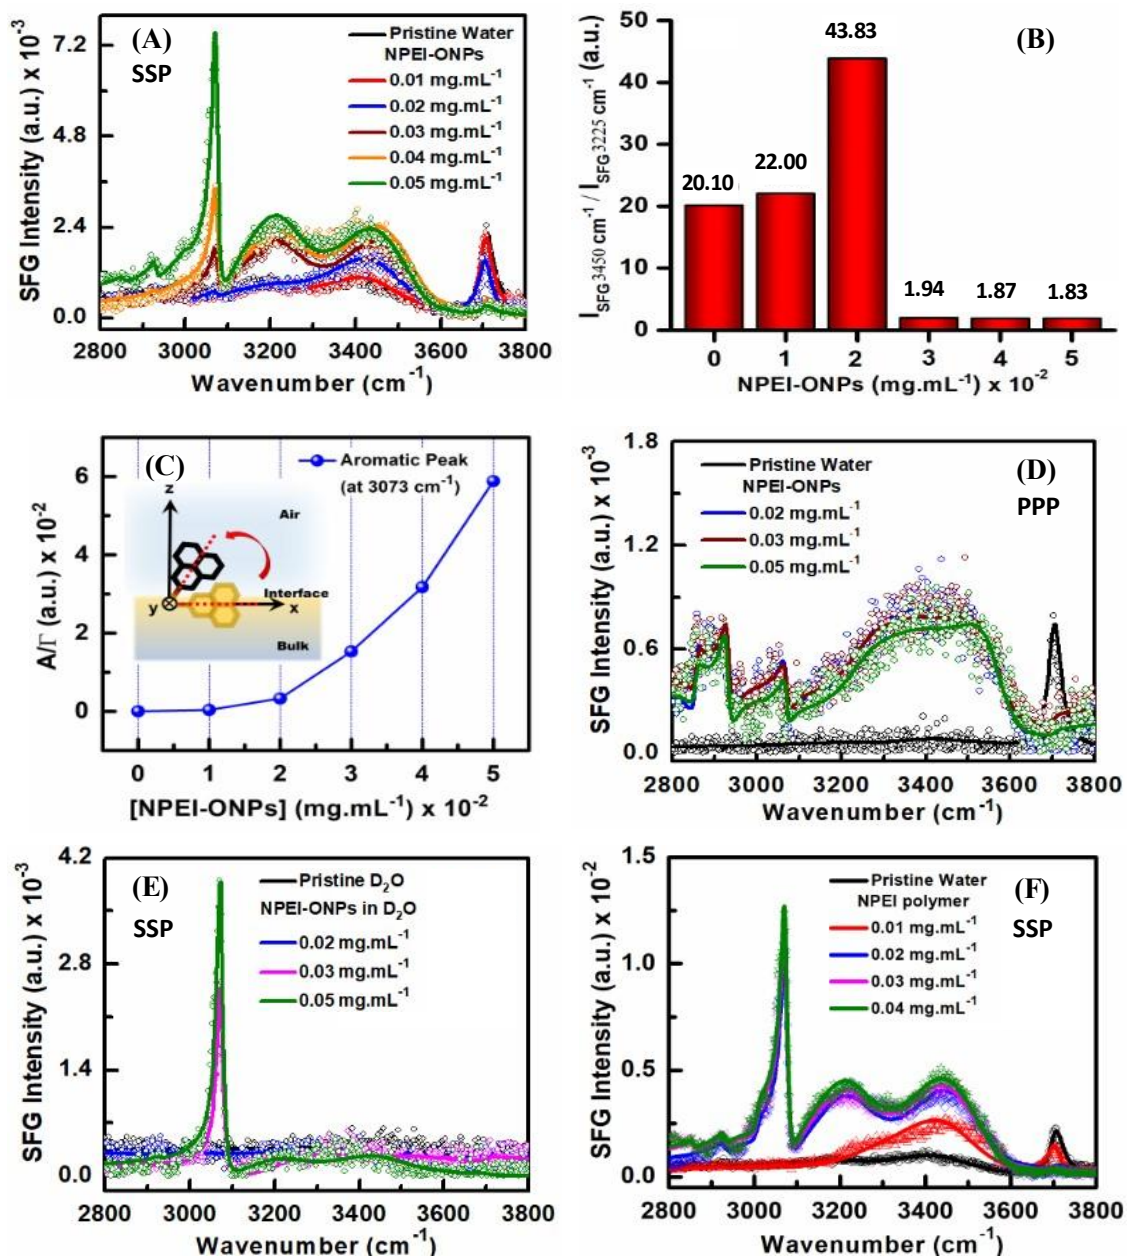 (A)
SSP
Pristine Water
NPEI-ONPs
0.01 mg.mL⁻¹
0.02 mg.mL⁻¹
0.03 mg.mL⁻¹
0.04 mg.mL⁻¹
0.05 mg.mL⁻¹
SFG Intensity (a.u.) x 10⁻³
7.2
4.8
2.4
0.0
2800 3000 3200 3400 3600 3800
Wavenumber (cm⁻¹)
(B)
I_SFG 3450 cm⁻¹ / I_SFG 3225 cm⁻¹ (a.u.)
50
40
30
20
10
0
20.10
22.00
43.83
1.94
1.87
1.83
0 1 2 3 4 5
NPEI-ONPs (mg.mL⁻¹) x 10⁻²
(C)
Aromatic Peak
(at 3073 cm⁻¹)
A/Γ (a.u.) x 10⁻²
6
4
2
0
z
Air
Interface
y
x
Bulk
0 1 2 3 4 5
[NPEI-ONPs] (mg.mL⁻¹) x 10⁻²
(D)
PPP
Pristine Water
NPEI-ONPs
0.02 mg.mL⁻¹
0.03 mg.mL⁻¹
0.05 mg.mL⁻¹
SFG Intensity (a.u.) x 10⁻³
1.8
1.2
0.6
0.0
2800 3000 3200 3400 3600 3800
Wavenumber (cm⁻¹)
(E)
SSP
Pristine D₂O
NPEI-ONPs in D₂O
0.02 mg.mL⁻¹
0.03 mg.mL⁻¹
0.05 mg.mL⁻¹
SFG Intensity (a.u.) x 10⁻³
4.2
2.8
1.4
0.0
2800 3000 3200 3400 3600 3800
Wavenumber (cm⁻¹)
(F)
SSP
Pristine Water
NPEI polymer
0.01 mg.mL⁻¹
0.02 mg.mL⁻¹
0.03 mg.mL⁻¹
0.04 mg.mL⁻¹
SFG Intensity (a.u.) x 10⁻²
1.5
1.0
0.5
0.0
2800 3000 3200 3400 3600 3800
Wavenumber (cm⁻¹)